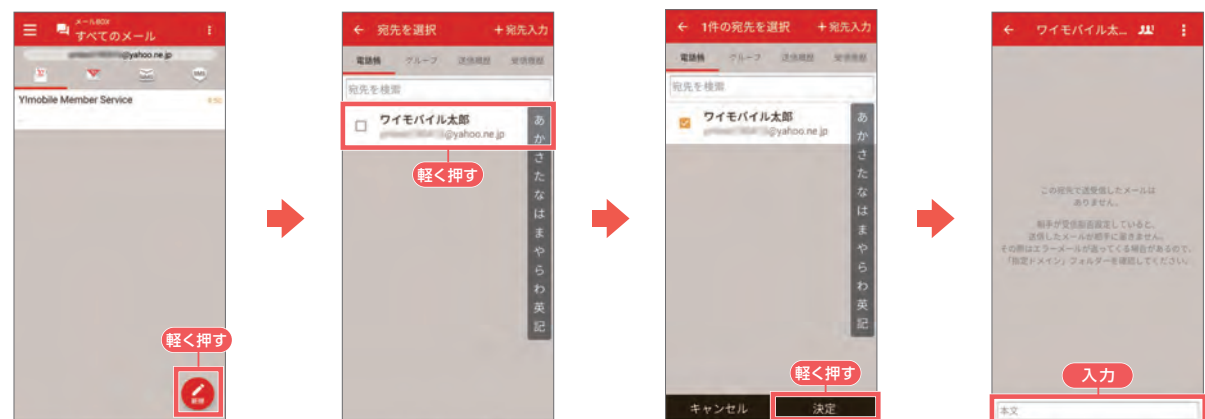 メールBOX
すべてのメール
@yahoo.ne.jp
SMS
Y!mobile Member Service
軽く押す
新規
宛先を選択 +宛先入力
電話帳 グループ 送信履歴 受信履歴
宛先を検索
ワイモバイル太郎
@yahoo.ne.jp
軽く押す
あ
か
さ
た
な
は
ま
や
ら
わ
英
記
1件の宛先を選択 +宛先入力
電話帳 グループ 送信履歴 受信履歴
宛先を検索
ワイモバイル太郎
@yahoo.ne.jp
あ
か
さ
た
な
は
ま
や
ら
わ
英
記
軽く押す
キャンセル 決定
ワイモバイル太...
この宛先で送受信したメールは
ありません。
相手が受信拒否設定していると、
送信したメールが相手に届きません。
その際はエラーメールが返ってくる場合があるので、
「指定ドメイン」フォルダーを確認してください。
入力
本文